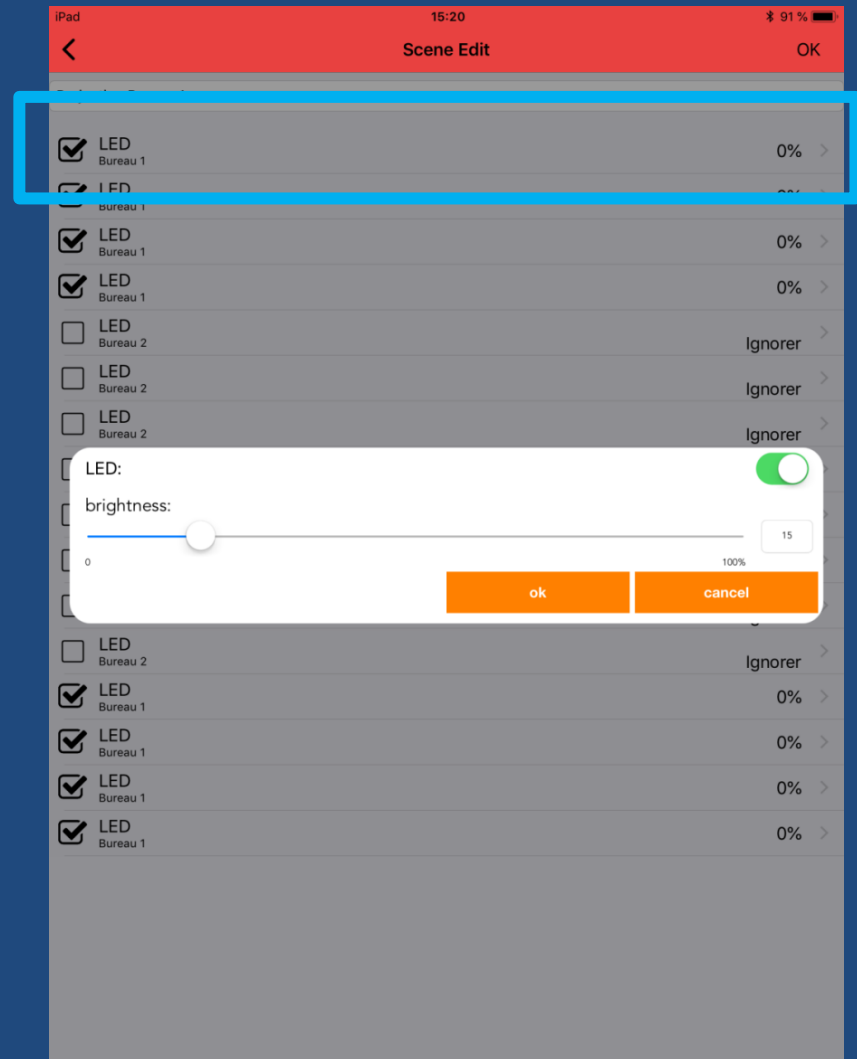 iPad 15:20 91 %
Scene Edit OK
LED
Bureau 1
0%
LED
Bureau 1
LED
Bureau 1
0%
LED
Bureau 1
0%
LED
Bureau 2
Ignorer
LED
Bureau 2
Ignorer
LED
Bureau 2
Ignorer
LED:
brightness:
15
0 100%
ok cancel
LED
Bureau 2
Ignorer
LED
Bureau 1
0%
LED
Bureau 1
0%
LED
Bureau 1
0%
LED
Bureau 1
0%